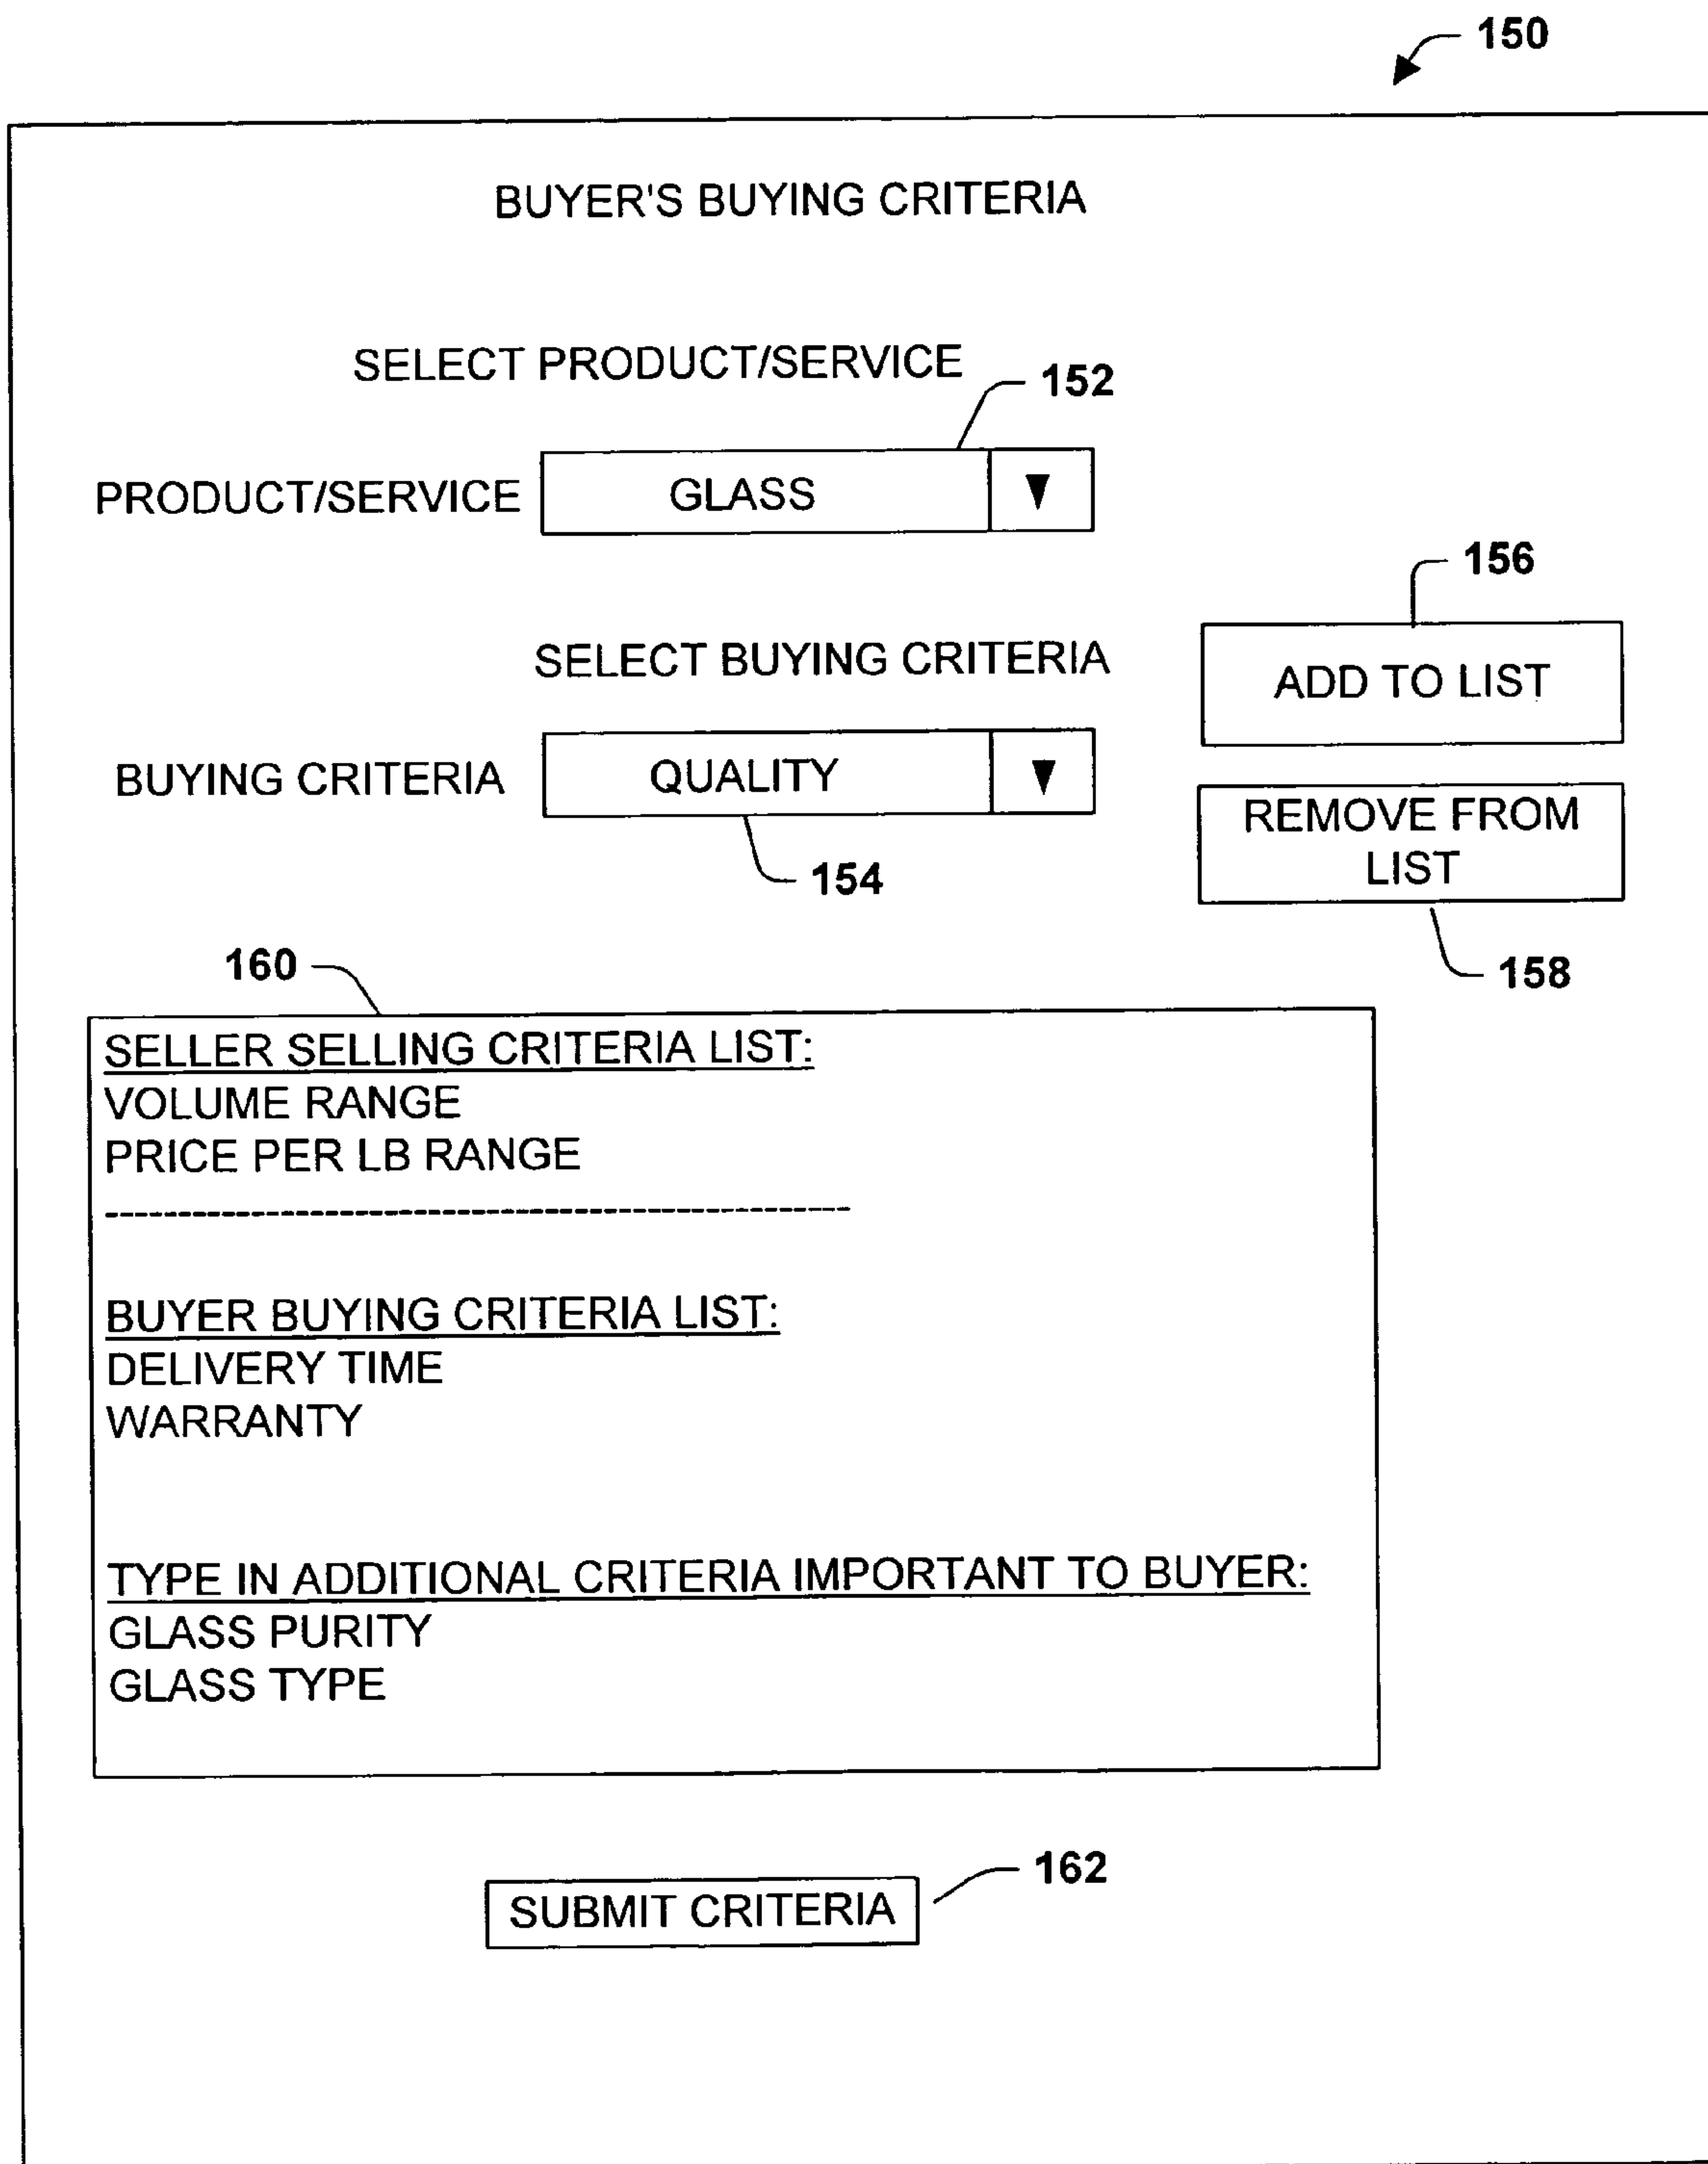 150
BUYER'S BUYING CRITERIA
SELECT PRODUCT/SERVICE
152
PRODUCT/SERVICE GLASS
156
SELECT BUYING CRITERIA
ADD TO LIST
BUYING CRITERIA QUALITY
REMOVE FROM
LIST
154
158
160
SELLER SELLING CRITERIA LIST:
VOLUME RANGE
PRICE PER LB RANGE
--------------------------------------------------
BUYER BUYING CRITERIA LIST:
DELIVERY TIME
WARRANTY
TYPE IN ADDITIONAL CRITERIA IMPORTANT TO BUYER:
GLASS PURITY
GLASS TYPE
162
SUBMIT CRITERIA